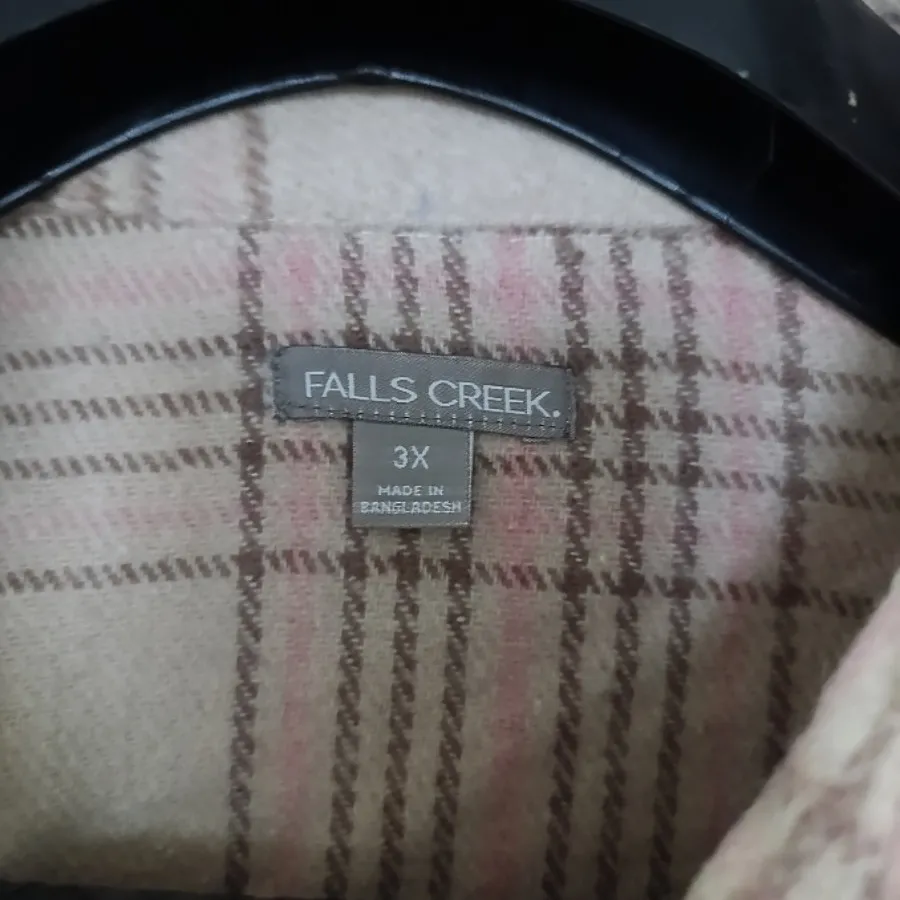 FALLS CREEK.
3X
MADE IN
BANGLADESH